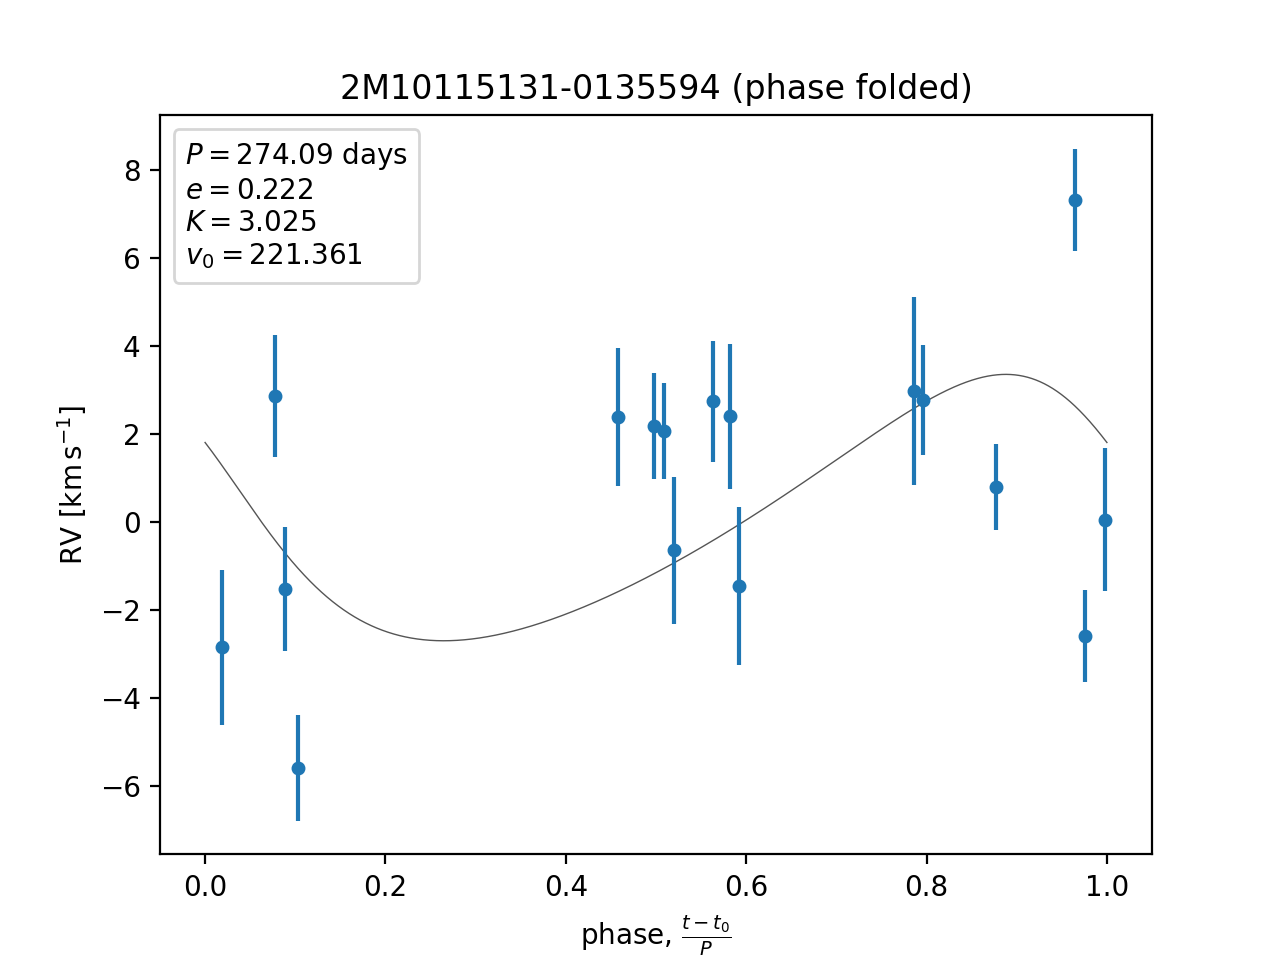 2M10115131-0135594 (phase folded)
P = 274.09 days
e = 0.222
K = 3.025
v₀ = 221.361
8
6
4
2
0
−2
−4
−6
RV [km s⁻¹]
0.0 0.2 0.4 0.6 0.8 1.0
phase, (t − t₀)/P